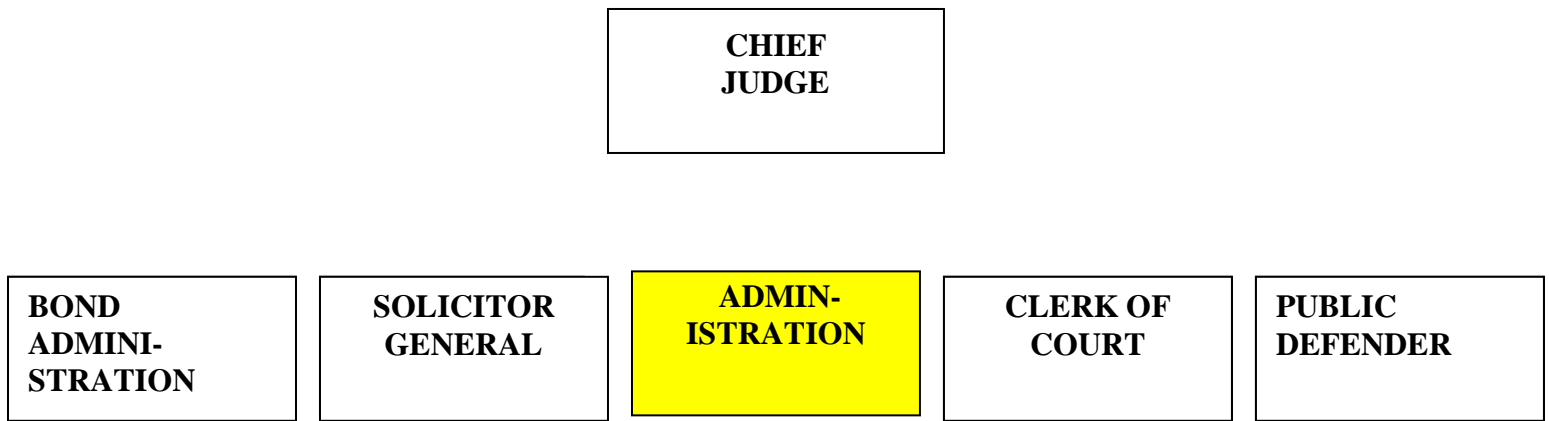 CHIEF
JUDGE
BOND
ADMINI-
STRATION
SOLICITOR
GENERAL
ADMIN-
ISTRATION
CLERK OF
COURT
PUBLIC
DEFENDER